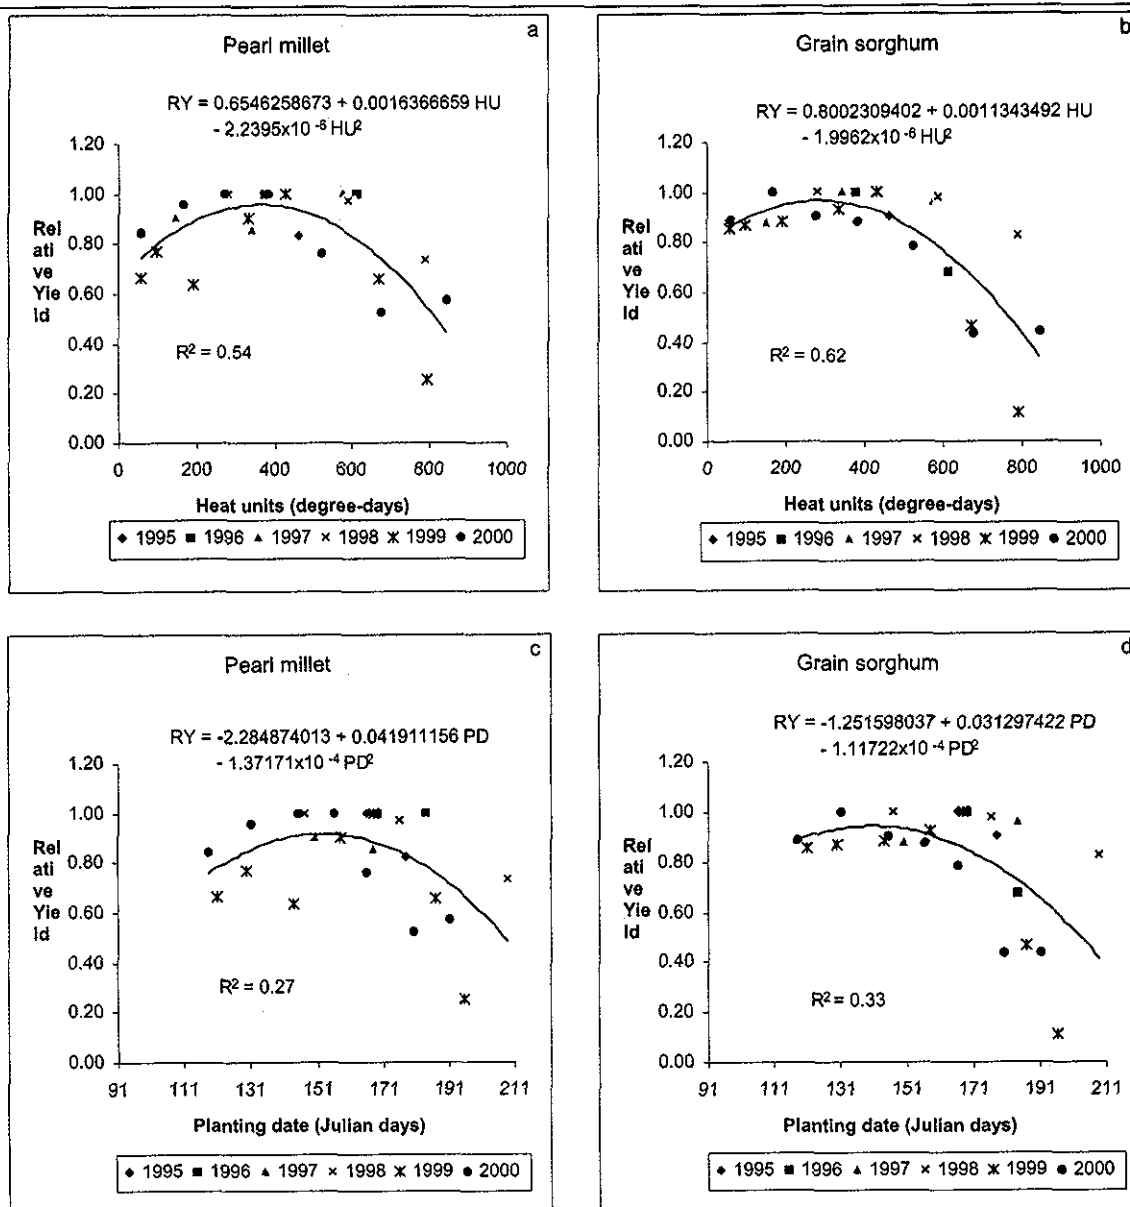 a
Pearl millet
RY = 0.6546258673 + 0.0016366659 HU
- 2.2395x10 -6 HU²
1.20
1.00
0.80
0.60
0.40
0.20
0.00
Rel
ati
ve
Yie
ld
R² = 0.54
0 200 400 600 800 1000
Heat units (degree-days)
1995 1996 1997 1998 1999 2000
b
Grain sorghum
RY = 0.8002309402 + 0.0011343492 HU
- 1.9962x10 -6 HU²
1.20
1.00
0.80
0.60
0.40
0.20
0.00
Rel
ati
ve
Yie
ld
R² = 0.62
0 200 400 600 800 1000
Heat units (degree-days)
1995 1996 1997 1998 1999 2000
c
Pearl millet
RY = -2.284874013 + 0.041911156 PD
- 1.37171x10 -4 PD²
1.20
1.00
0.80
0.60
0.40
0.20
0.00
Rel
ati
ve
Yie
ld
R² = 0.27
91 111 131 151 171 191 211
Planting date (Julian days)
1995 1996 1997 1998 1999 2000
d
Grain sorghum
RY = -1.251598037 + 0.031297422 PD
- 1.11722x10 -4 PD²
1.20
1.00
0.80
0.60
0.40
0.20
0.00
Rel
ati
ve
Yie
ld
R² = 0.33
91 111 131 151 171 191 211
Planting date (Julian days)
1995 1996 1997 1998 1999 2000